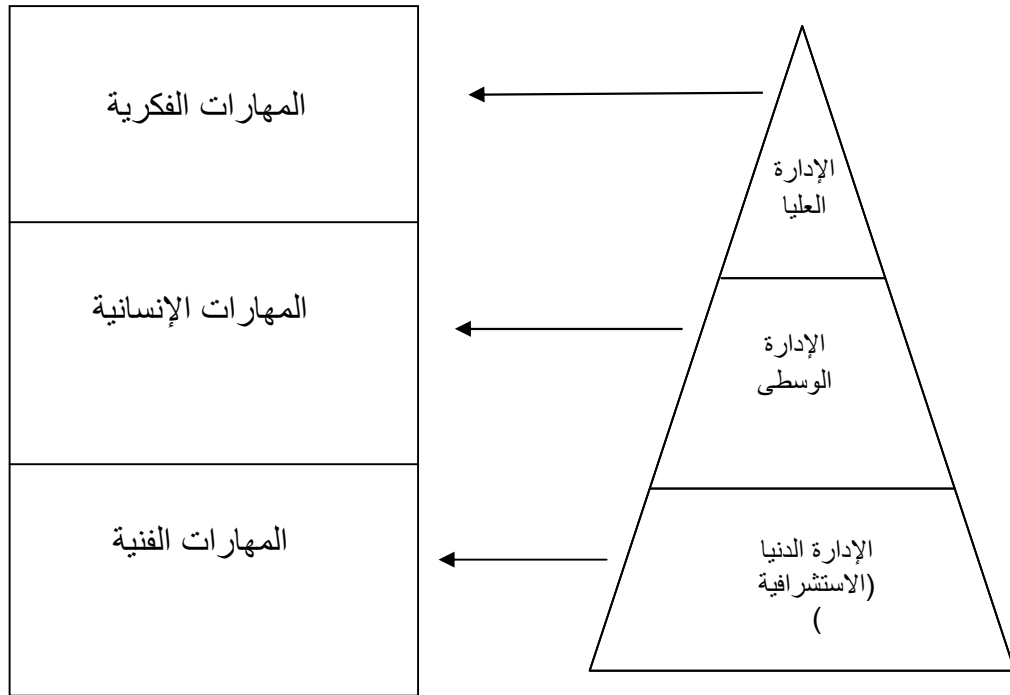 المهارات الفكرية
الإدارة
العليا
المهارات الإنسانية
الإدارة
الوسطى
المهارات الفنية
الإدارة الدنيا
(الاستشرافية
)